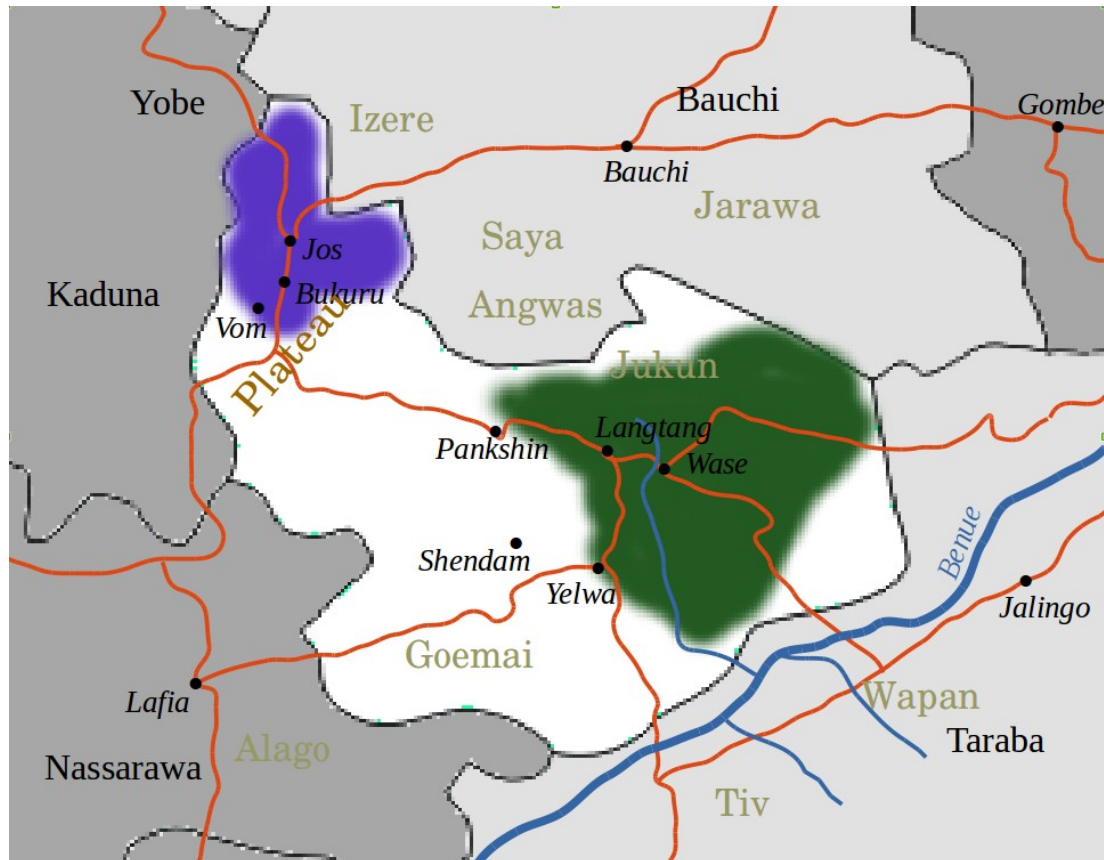 Yobe
Izere
Bauchi
Gombe
Bauchi
Jarawa
Saya
Jos
Kaduna
Bukuru
Angwas
Vom
Plateau
Jukun
Pankshin
Langtang
Wase
Shendam
Benue
Yelwa
Jalingo
Goemai
Lafia
Wapan
Alago
Taraba
Nassarawa
Tiv